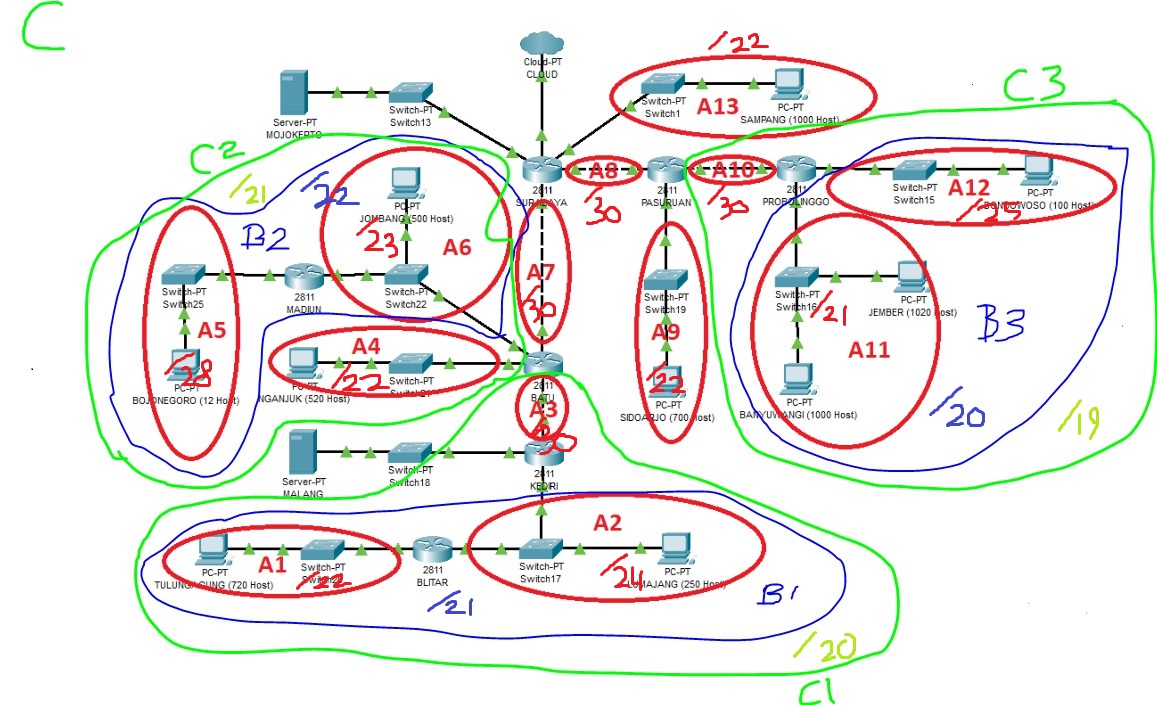 C
Cloud-PT
CLOUD
/22
Switch-PT
Switch1
A13
PC-PT
SAMPANG (1000 Host)
C3
Server-PT
MOJOKERTO
Switch-PT
Switch13
C2
/21
/22
PC-PT
JOMBANG (500 Host)
/23
A6
B2
2811
SURABAYA
A8
/30
2811
PASURUAN
A10
/30
2811
PROBOLINGGO
Switch-PT
Switch15
A12
PC-PT
BONDOWOSO (100 Host)
/25
Switch-PT
Switch25
2811
MADIUN
Switch-PT
Switch22
A7
/30
Switch-PT
Switch19
Switch-PT
/21
PC-PT
JEMBER (1020 Host)
A5
/28
PC-PT
BOJONEGORO (12 Host)
A4
/22
PC-PT
NGANJUK (520 Host)
Switch-PT
2811
BATU
A9
/22
PC-PT
SIDOARJO (700 Host)
A11
B3
PC-PT
BANYUWANGI (1000 Host)
/20
/19
A3
/30
Server-PT
MALANG
Switch-PT
Switch18
2811
KEDIRI
A1
PC-PT
TULUNGAGUNG (720 Host)
Switch-PT
/22
2811
BLITAR
/21
A2
Switch-PT
Switch17
/24
PC-PT
LUMAJANG (250 Host)
B1
/20
C1